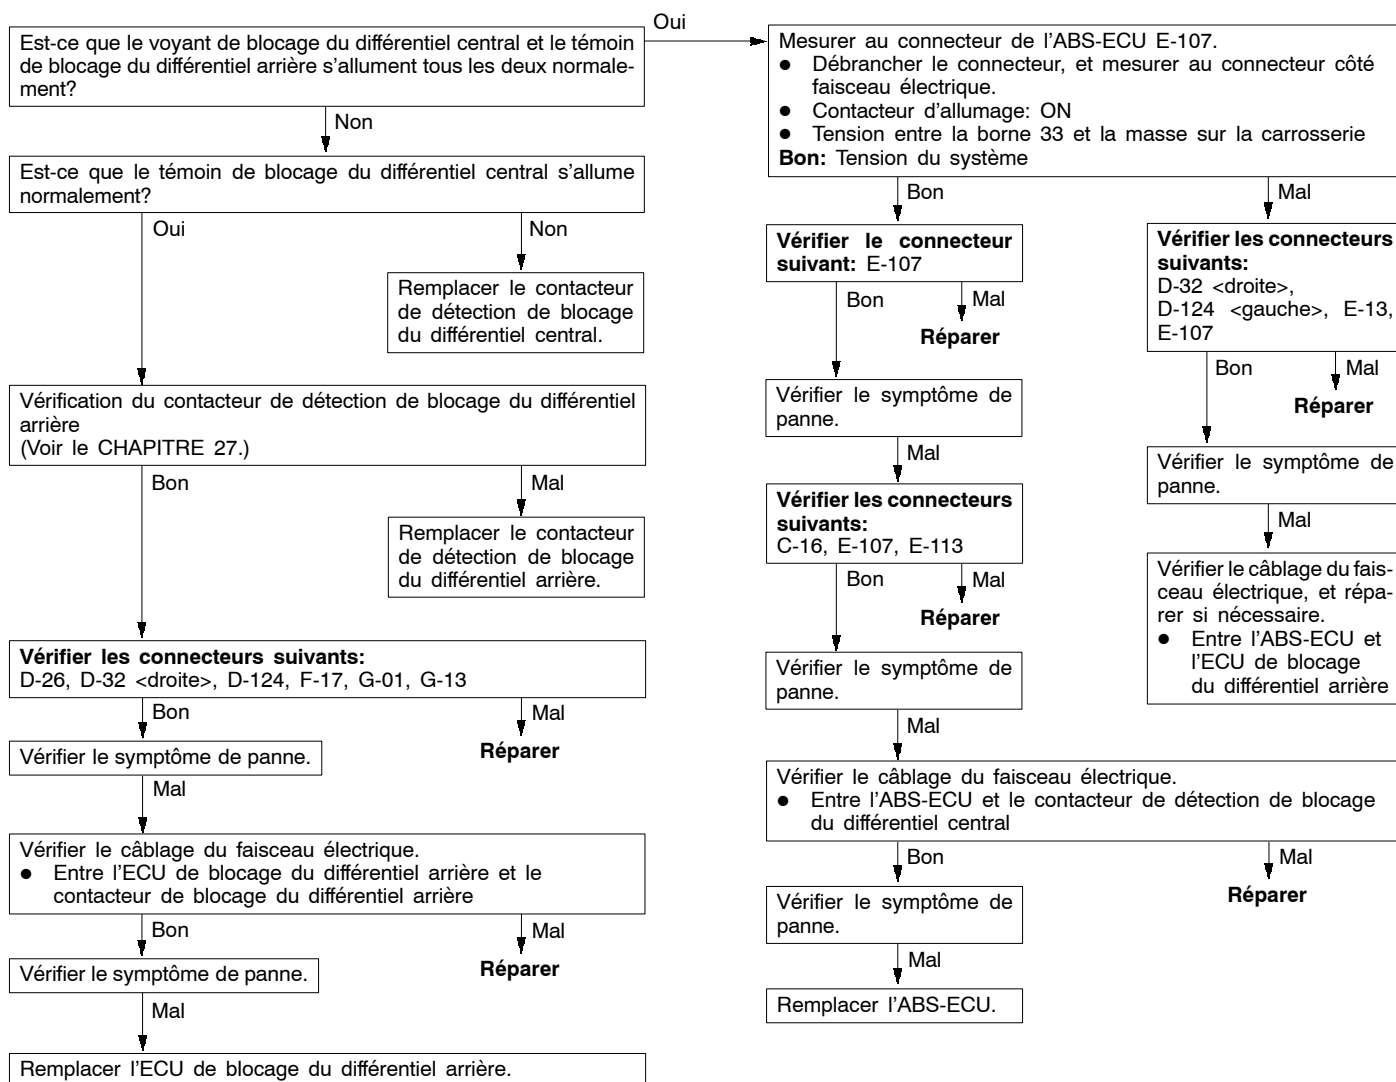 Est-ce que le voyant de blocage du différentiel central et le témoin
de blocage du différentiel arrière s'allument tous les deux normale-
ment?
Oui
Non
Est-ce que le témoin de blocage du différentiel central s'allume
normalement?
Oui
Non
Remplacer le contacteur
de détection de blocage
du différentiel central.
Vérification du contacteur de détection de blocage du différentiel
arrière
(Voir le CHAPITRE 27.)
Bon
Mal
Remplacer le contacteur
de détection de blocage
du différentiel arrière.
Vérifier les connecteurs suivants:
D-26, D-32 <droite>, D-124, F-17, G-01, G-13
Bon
Mal
Réparer
Vérifier le symptôme de panne.
Mal
Vérifier le câblage du faisceau électrique.
● Entre l'ECU de blocage du différentiel arrière et le
contacteur de blocage du différentiel arrière
Bon
Mal
Réparer
Vérifier le symptôme de panne.
Mal
Remplacer l'ECU de blocage du différentiel arrière.
Mesurer au connecteur de l'ABS-ECU E-107.
● Débrancher le connecteur, et mesurer au connecteur côté
faisceau électrique.
● Contacteur d'allumage: ON
● Tension entre la borne 33 et la masse sur la carrosserie
Bon: Tension du système
Bon
Mal
Vérifier le connecteur
suivant: E-107
Bon
Mal
Réparer
Vérifier le symptôme de
panne.
Mal
Vérifier les connecteurs
suivants:
C-16, E-107, E-113
Bon
Mal
Réparer
Vérifier le symptôme de
panne.
Mal
Vérifier le câblage du faisceau électrique.
● Entre l'ABS-ECU et le contacteur de détection de blocage
du différentiel central
Bon
Mal
Réparer
Vérifier le symptôme de
panne.
Mal
Remplacer l'ABS-ECU.
Vérifier les connecteurs
suivants:
D-32 <droite>,
D-124 <gauche>, E-13,
E-107
Bon
Mal
Réparer
Vérifier le symptôme de
panne.
Mal
Vérifier le câblage du fais-
ceau électrique, et répa-
rer si nécessaire.
● Entre l'ABS-ECU et
l'ECU de blocage
du différentiel arrière